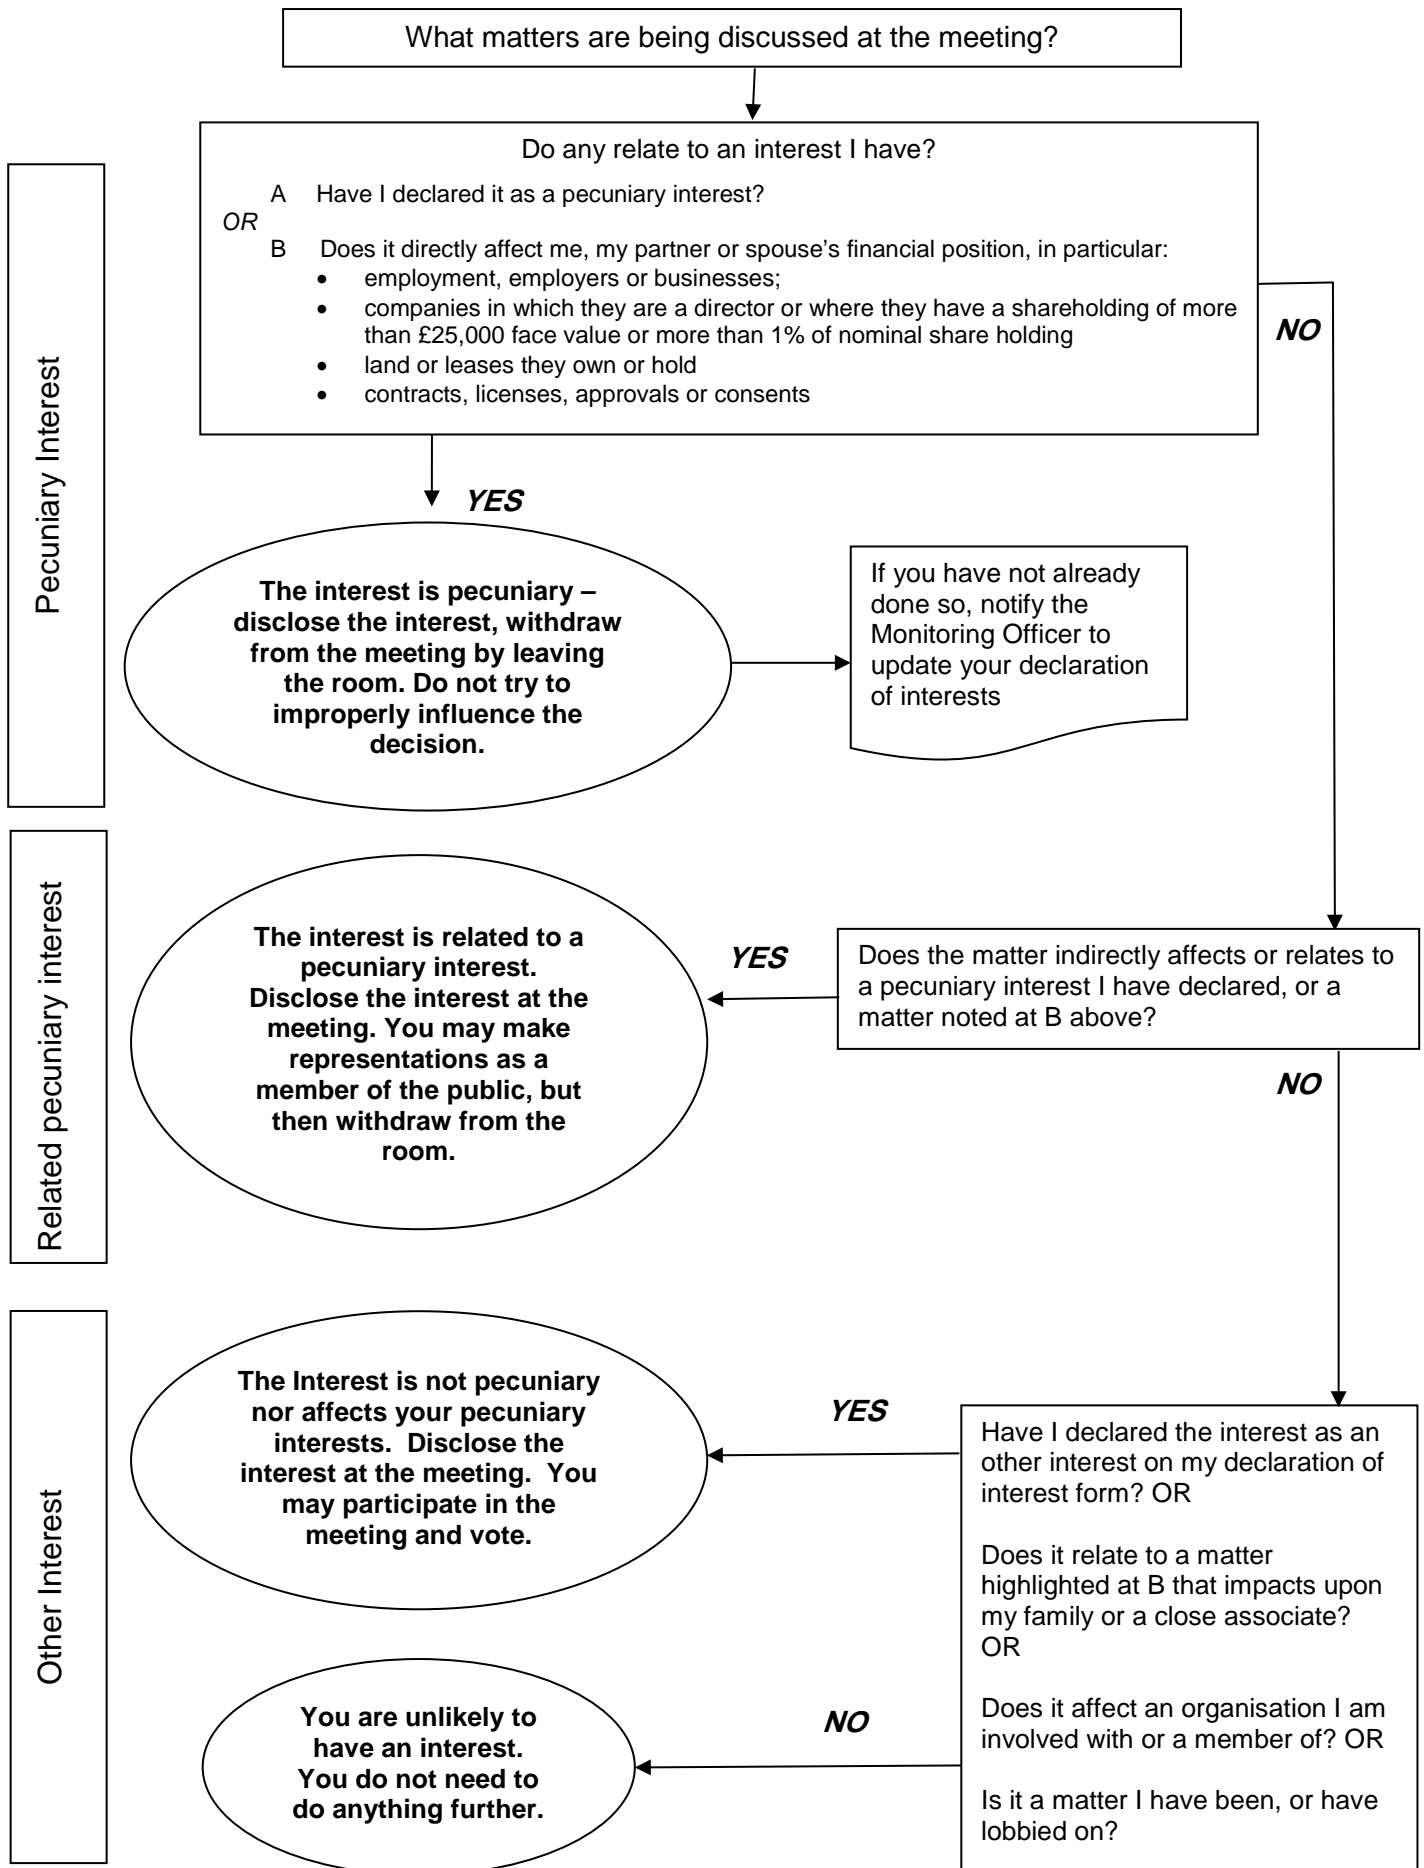 What matters are being discussed at the meeting?
Do any relate to an interest I have?
A Have I declared it as a pecuniary interest?
OR
B Does it directly affect me, my partner or spouse's financial position, in particular:
• employment, employers or businesses;
• companies in which they are a director or where they have a shareholding of more
than £25,000 face value or more than 1% of nominal share holding
• land or leases they own or hold
• contracts, licenses, approvals or consents
NO
Pecuniary Interest
YES
The interest is pecuniary –
disclose the interest, withdraw
from the meeting by leaving
the room. Do not try to
improperly influence the
decision.
If you have not already
done so, notify the
Monitoring Officer to
update your declaration
of interests
Related pecuniary interest
The interest is related to a
pecuniary interest.
Disclose the interest at the
meeting. You may make
representations as a
member of the public, but
then withdraw from the
room.
YES
Does the matter indirectly affects or relates to
a pecuniary interest I have declared, or a
matter noted at B above?
NO
Other Interest
The Interest is not pecuniary
nor affects your pecuniary
interests. Disclose the
interest at the meeting. You
may participate in the
meeting and vote.
YES
Have I declared the interest as an
other interest on my declaration of
interest form? OR
Does it relate to a matter
highlighted at B that impacts upon
my family or a close associate?
OR
Does it affect an organisation I am
involved with or a member of? OR
Is it a matter I have been, or have
lobbied on?
NO
You are unlikely to
have an interest.
You do not need to
do anything further.